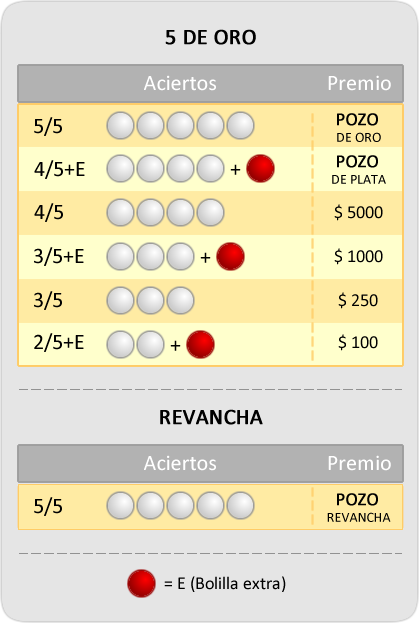 5 DE ORO
Aciertos Premio
5/5 POZO
DE ORO
4/5+E + POZO
DE PLATA
4/5 $ 5000
3/5+E + $ 1000
3/5 $ 250
2/5+E + $ 100
REVANCHA
Aciertos Premio
5/5 POZO
REVANCHA
= E (Bolilla extra)